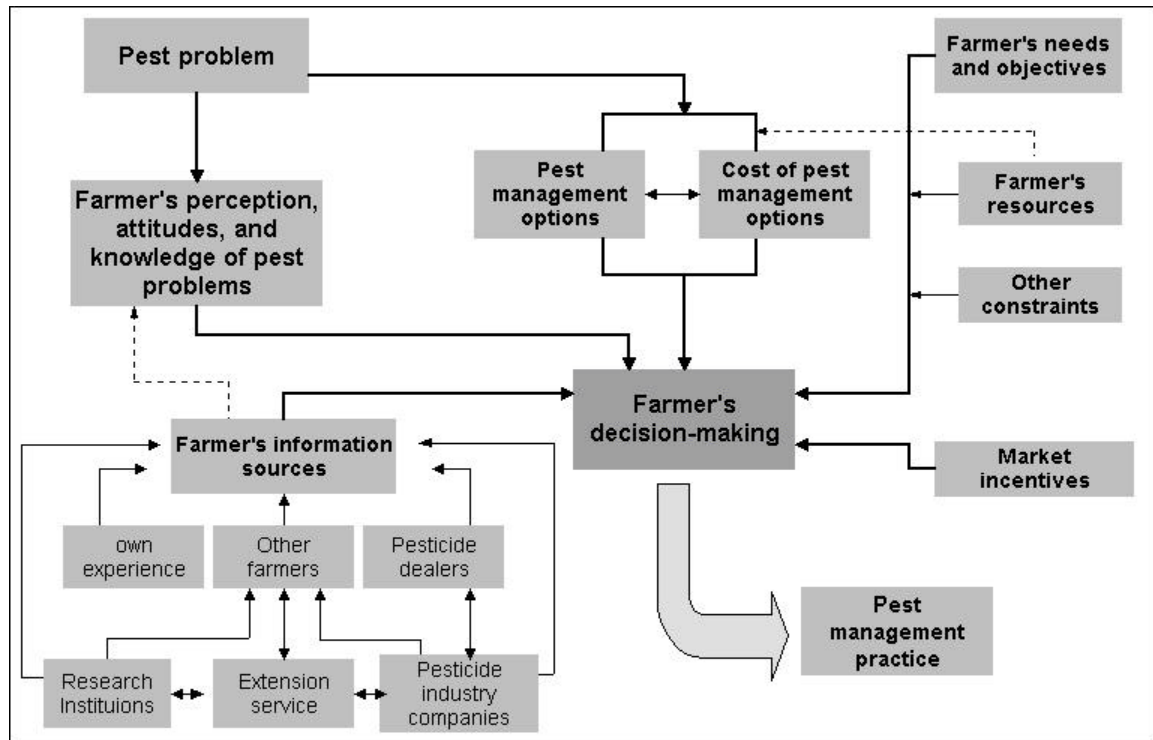 Pest problem
Farmer's needs
and objectives
Pest
management
options
Cost of pest
management
options
Farmer's
resources
Farmer's perception,
attitudes, and
knowledge of pest
problems
Other
constraints
Farmer's
decision-making
Farmer's information
sources
Market
incentives
own
experience
Other
farmers
Pesticide
dealers
Pest
management
practice
Research
Instituions
Extension
service
Pesticide
industry
companies